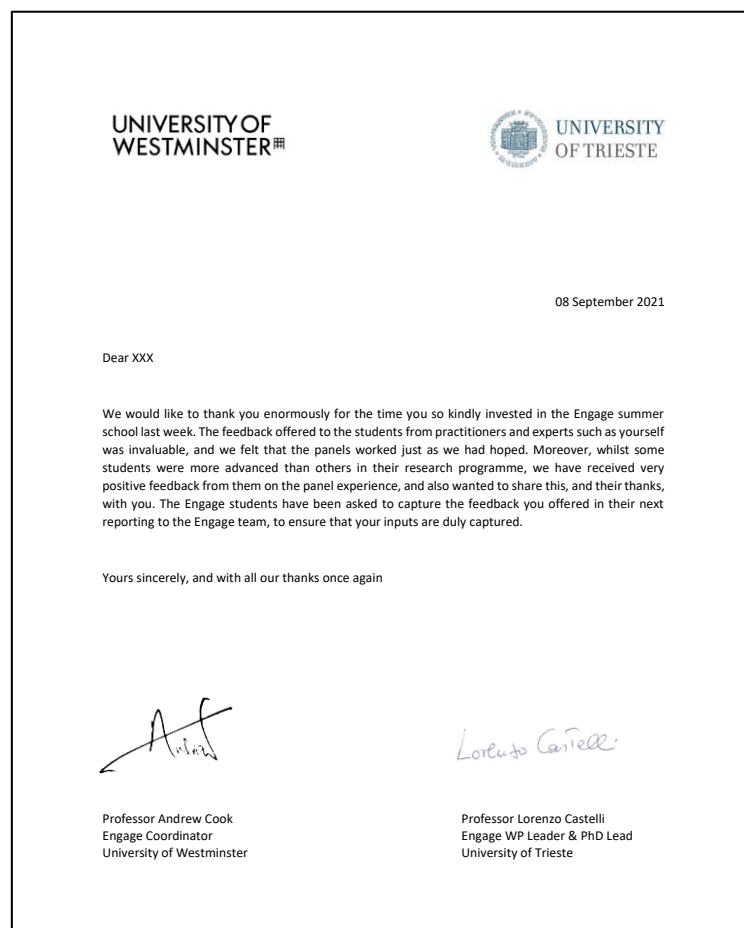 UNIVERSITY OF
WESTMINSTER
UNIVERSITY
OF TRIESTE
08 September 2021
Dear XXX
We would like to thank you enormously for the time you so kindly invested in the Engage summer
school last week. The feedback offered to the students from practitioners and experts such as yourself
was invaluable, and we felt that the panels worked just as we had hoped. Moreover, whilst some
students were more advanced than others in their research programme, we have received very
positive feedback from them on the panel experience, and also wanted to share this, and their thanks,
with you. The Engage students have been asked to capture the feedback you offered in their next
reporting to the Engage team, to ensure that your inputs are duly captured.
Yours sincerely, and with all our thanks once again
Lorenzo Castelli
Professor Andrew Cook
Engage Coordinator
University of Westminster
Professor Lorenzo Castelli
Engage WP Leader & PhD Lead
University of Trieste